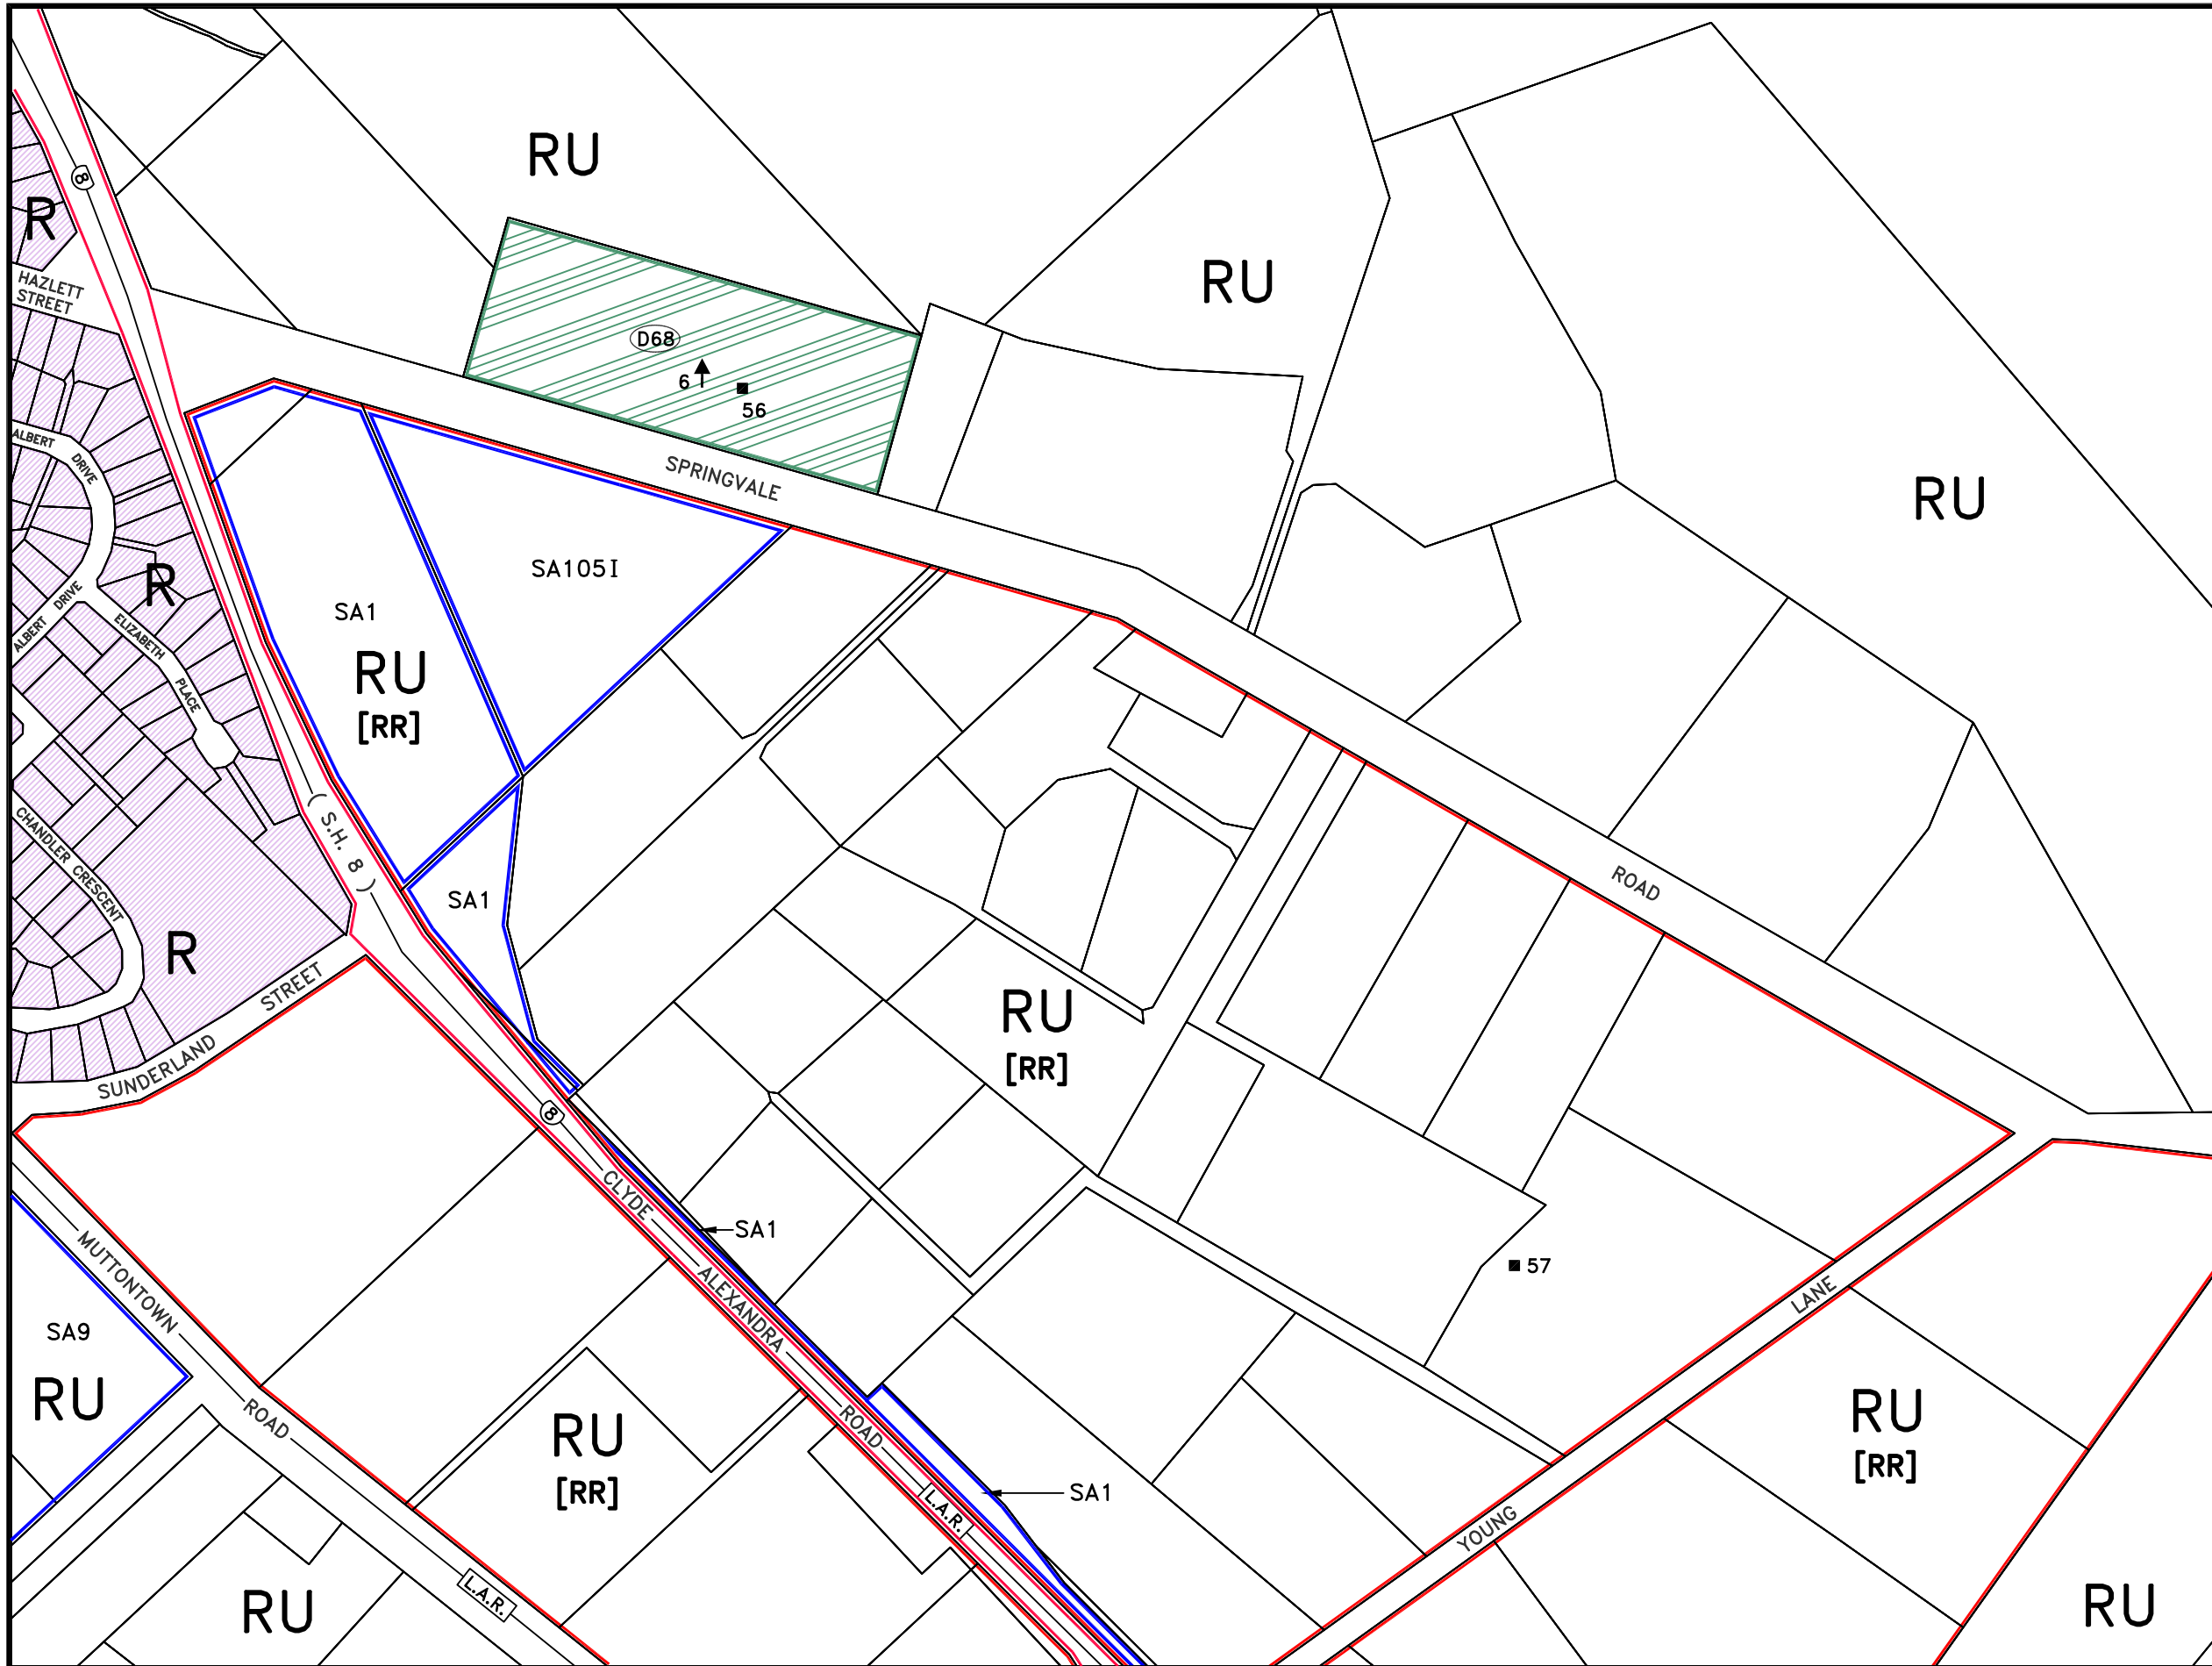 RU
8
R
HAZLETT
STREET
RU
D68
6
56
ALBERT
DRIVE
SPRINGVALE
RU
SA105I
R
SA1
DRIVE
ALBERT
ELIZABETH
PLACE
RU
[RR]
( S.H. 8 )
CHANDLER CRESCENT
SA1
ROAD
R
STREET
SUNDERLAND
RU
[RR]
8
CLYDE
SA1
ALEXANDRA
57
LANE
MUTTONTOWN
SA9
RU
ROAD
ROAD
RU
[RR]
RU
[RR]
L.A.R.
SA1
YOUNG
L.A.R.
RU
RU